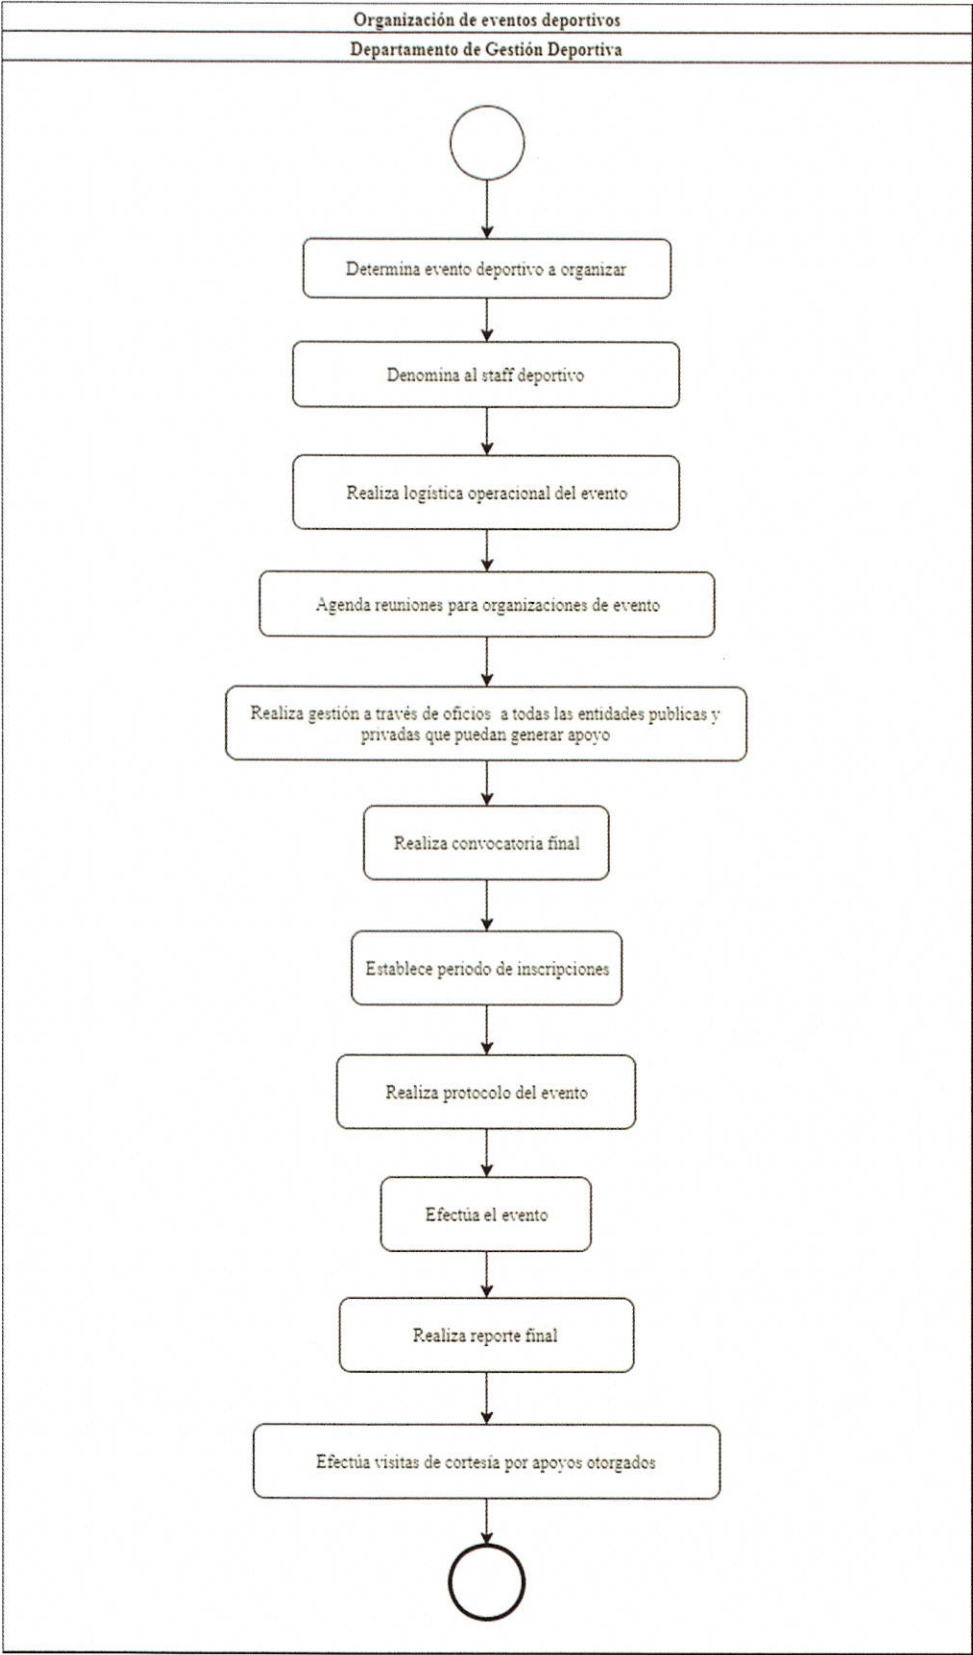 Organización de eventos deportivos
Departamento de Gestión Deportiva
Determina evento deportivo a organizar
Denomina al staff deportivo
Realiza logística operacional del evento
Agenda reuniones para organizaciones de evento
Realiza gestión a través de oficios a todas las entidades publicas y
privadas que puedan generar apoyo
Realiza convocatoria final
Establece periodo de inscripciones
Realiza protocolo del evento
Efectúa el evento
Realiza reporte final
Efectúa visitas de cortesía por apoyos otorgados